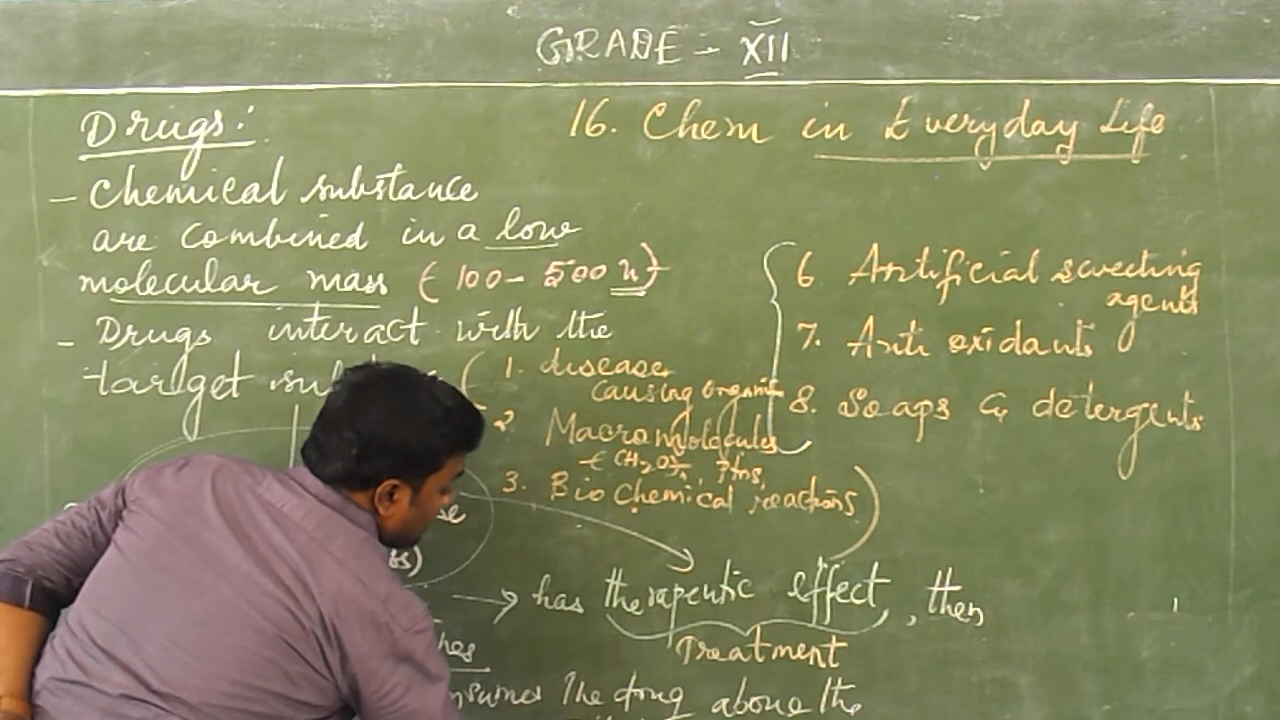 GRADE - XII
Drugs:
16. Chem in Everyday Life
- Chemical substance
are combined in a low
molecular mass (100-500 u)
- Drugs interact with the
target
1. disease
causing organi
2. Macromolecules
3. Bio Chemical reactions)
6 Artificial sweeting
agents
7. Anti oxidants
8. Soaps & detergents
→ has therapeutic effect, then
Treatment
the drug above the